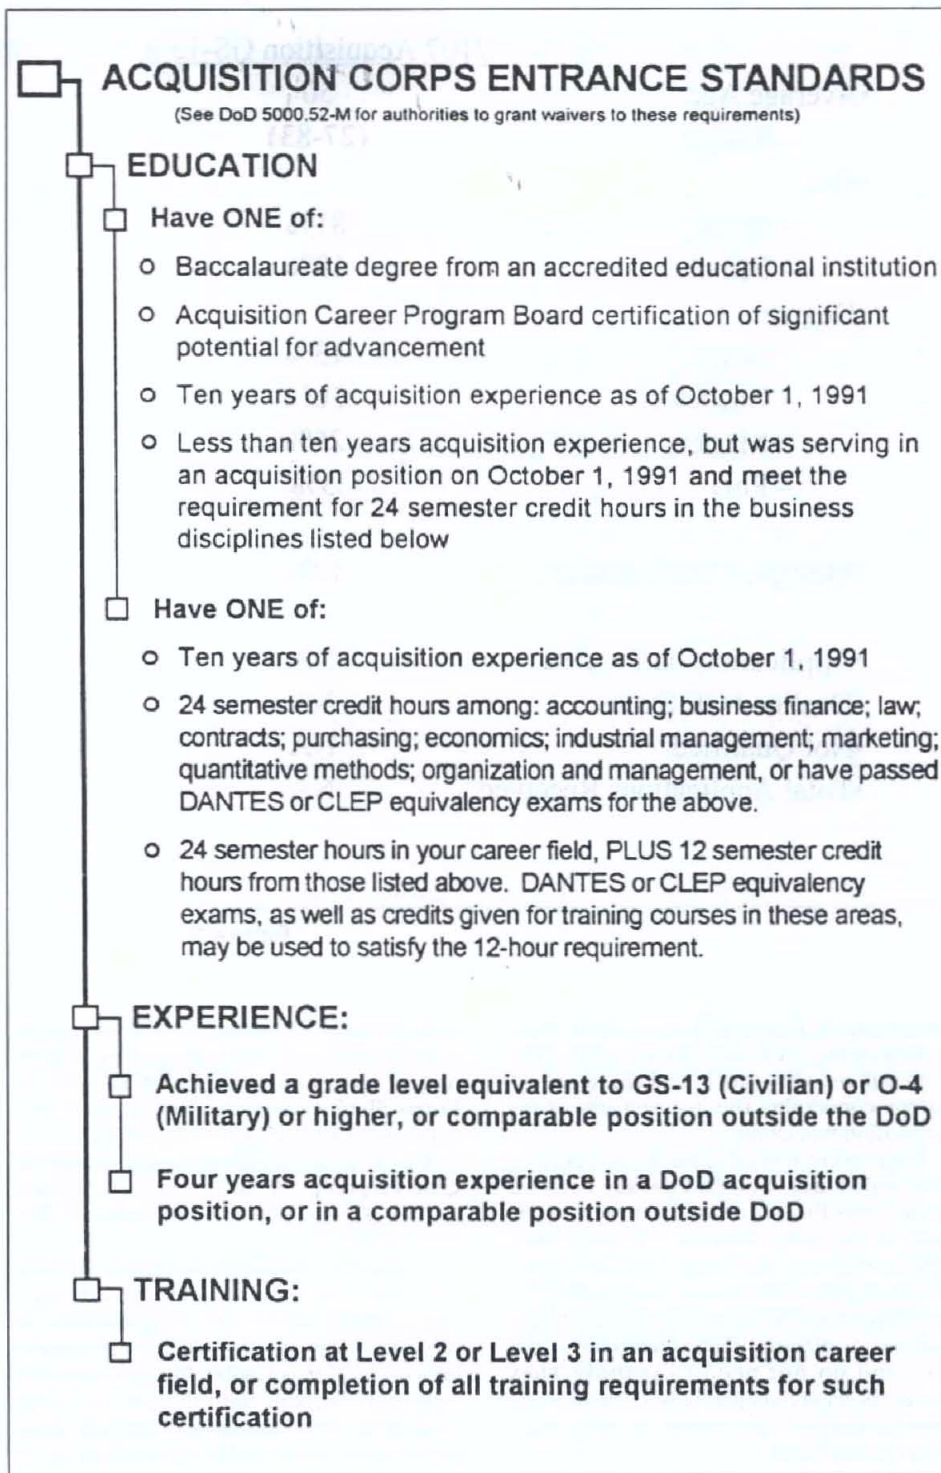 ACQUISITION CORPS ENTRANCE STANDARDS
(See DoD 5000.52-M for authorities to grant waivers to these requirements)
EDUCATION
Have ONE of:
o Baccalaureate degree from an accredited educational institution
o Acquisition Career Program Board certification of significant
potential for advancement
o Ten years of acquisition experience as of October 1, 1991
o Less than ten years acquisition experience, but was serving in
an acquisition position on October 1, 1991 and meet the
requirement for 24 semester credit hours in the business
disciplines listed below
Have ONE of:
o Ten years of acquisition experience as of October 1, 1991
o 24 semester credit hours among: accounting; business finance; law;
contracts; purchasing; economics; industrial management; marketing;
quantitative methods; organization and management, or have passed
DANTES or CLEP equivalency exams for the above.
o 24 semester hours in your career field, PLUS 12 semester credit
hours from those listed above. DANTES or CLEP equivalency
exams, as well as credits given for training courses in these areas,
may be used to satisfy the 12-hour requirement.
EXPERIENCE:
Achieved a grade level equivalent to GS-13 (Civilian) or O-4
(Military) or higher, or comparable position outside the DoD
Four years acquisition experience in a DoD acquisition
position, or in a comparable position outside DoD
TRAINING:
Certification at Level 2 or Level 3 in an acquisition career
field, or completion of all training requirements for such
certification